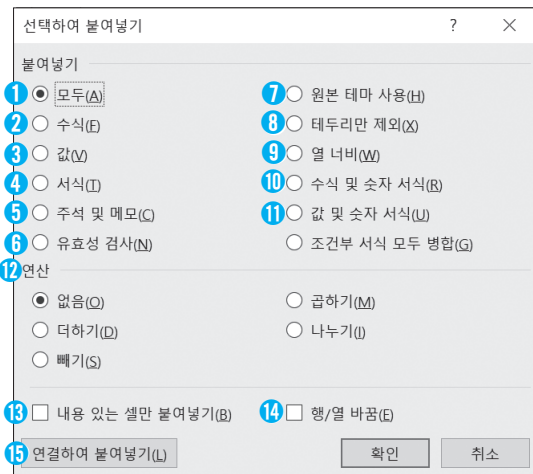 선택하여 붙여넣기 ? ×
붙여넣기
1 모두(A) 7 원본 테마 사용(H)
2 수식(F) 8 테두리만 제외(X)
3 값(V) 9 열 너비(W)
4 서식(T) 10 수식 및 숫자 서식(R)
5 주석 및 메모(C) 11 값 및 숫자 서식(U)
6 유효성 검사(N) 조건부 서식 모두 병합(G)
12 연산
없음(O) 곱하기(M)
더하기(D) 나누기(I)
빼기(S)
13 내용 있는 셀만 붙여넣기(B) 14 행/열 바꿈(E)
15 연결하여 붙여넣기(L) 확인 취소